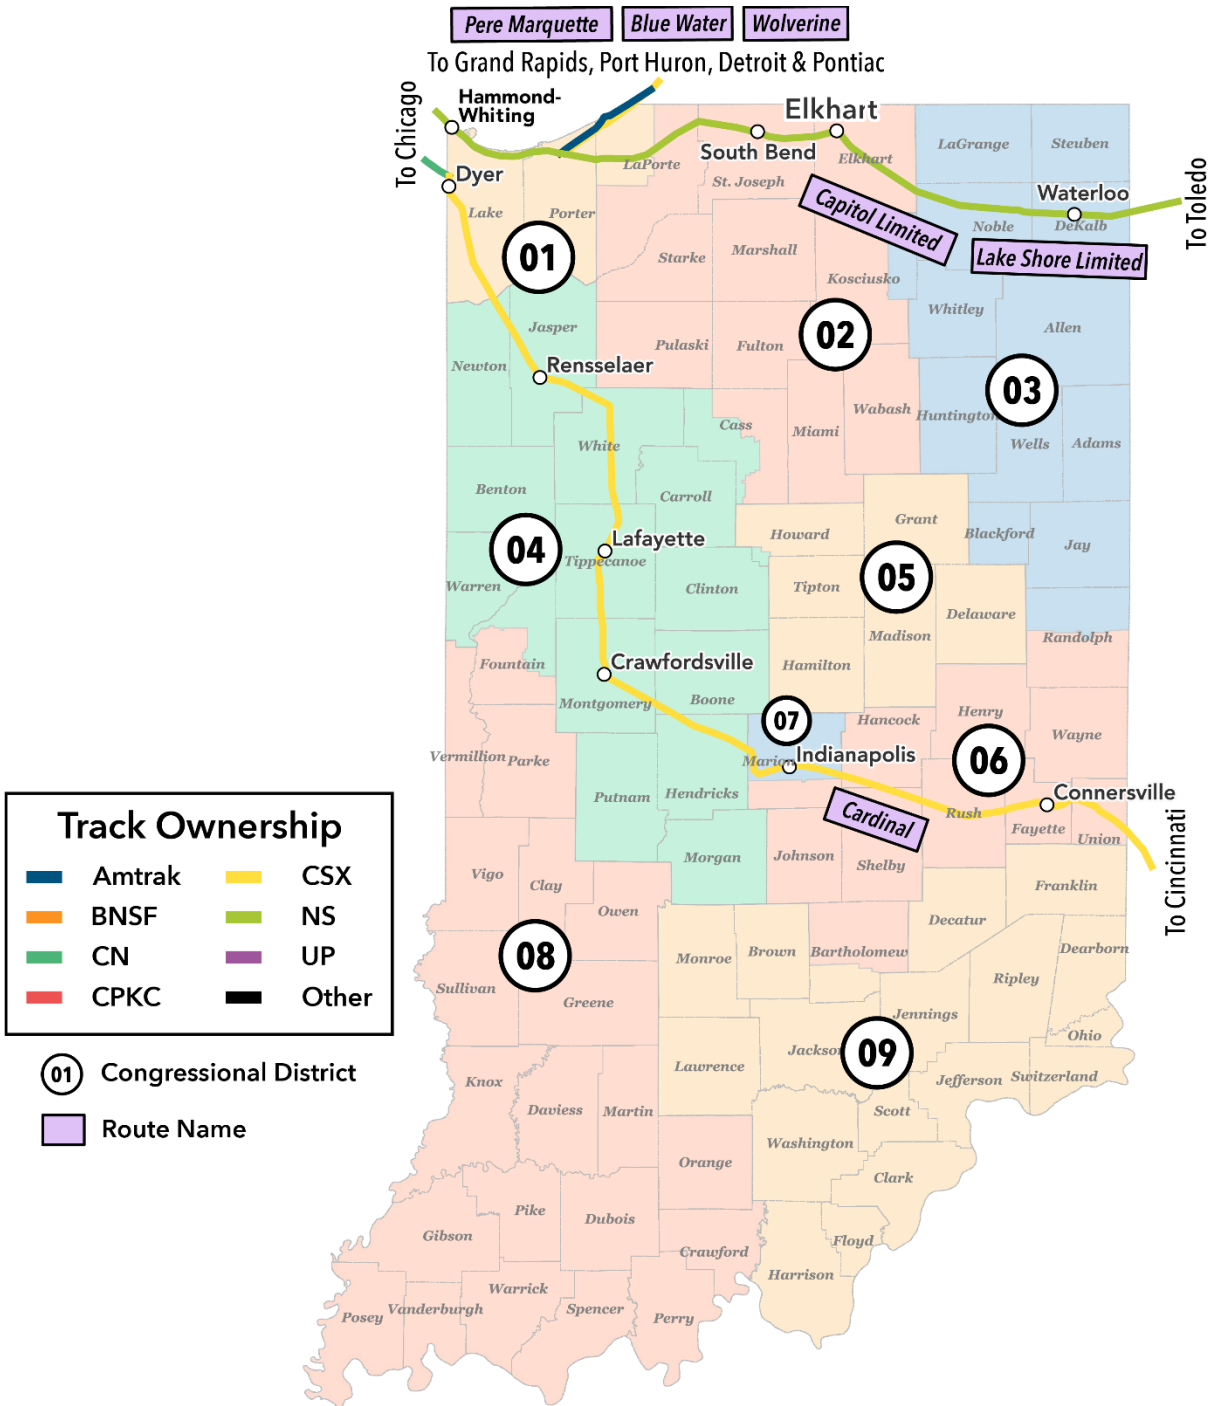 Pere Marquette
Blue Water
Wolverine
To Grand Rapids, Port Huron, Detroit & Pontiac
To Chicago
Hammond-
Whiting
Elkhart
South Bend
Elkhart
LaGrange
Steuben
Dyer
LaPorte
St. Joseph
Waterloo
To Toledo
Lake
Porter
Capitol Limited
Noble
DeKalb
Lake Shore Limited
01
Starke
Marshall
Kosciusko
Whitley
Allen
Jasper
02
Newton
Rensselaer
Pulaski
Fulton
03
White
Cass
Miami
Wabash
Huntington
Wells
Adams
Benton
Carroll
04
Lafayette
Tippecanoe
Howard
Grant
Blackford
Jay
Warren
Clinton
Tipton
05
Delaware
Madison
Randolph
Fountain
Crawfordsville
Hamilton
Montgomery
Boone
07
Hancock
Henry
Wayne
Vermillion
Parke
Marion
Indianapolis
06
Putnam
Hendricks
Cardinal
Rush
Connersville
Fayette
Union
To Cincinnati
Morgan
Johnson
Shelby
Vigo
Clay
Franklin
Owen
Decatur
08
Monroe
Brown
Bartholomew
Dearborn
Sullivan
Greene
Ripley
Jennings
Ohio
Knox
Lawrence
Jackson
09
Jefferson
Switzerland
Daviess
Martin
Scott
Washington
Orange
Clark
Pike
Dubois
Gibson
Crawford
Floyd
Harrison
Posey
Vanderburgh
Warrick
Spencer
Perry
Track Ownership
Amtrak
CSX
BNSF
NS
CN
UP
CPKC
Other
01 Congressional District
Route Name